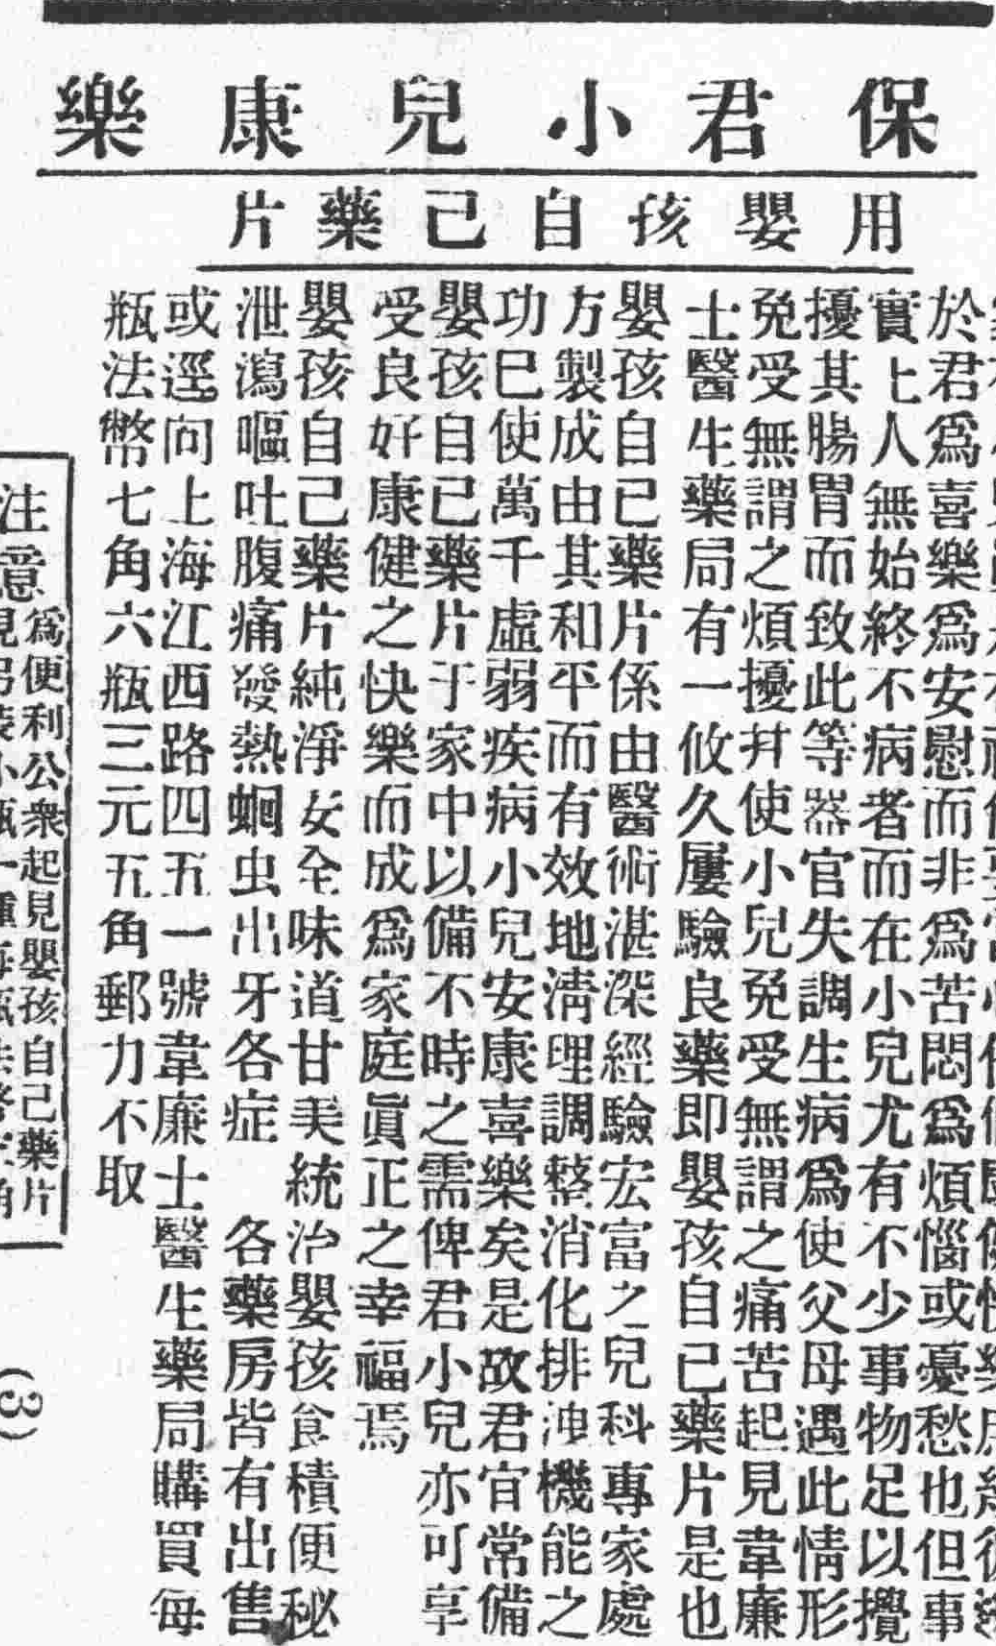 保君小兒康樂
用嬰孩自己藥片
於君爲喜樂爲安慰而非爲苦悶爲煩惱或憂愁也但事
實上人無始終不病者而在小兒尤有不少事物足以攪
擾其腸胃而致此等器官失調生病爲使父母遇此情形
免受無謂之煩擾幷使小兒免受無謂之痛苦起見韋廉
士醫生藥局有一攸久屢驗良藥即嬰孩自已藥片是也
嬰孩自已藥片係由醫術湛深經驗宏富之兒科專家處
方製成由其和平而有效地淸理調整消化排洩機能之
功巳使萬千虛弱疾病小兒安康喜樂矣是故君宜常備
嬰孩自已藥片于家中以備不時之需俾君小兒亦可享
受良好康健之快樂而成爲家庭眞正之幸福焉
嬰孩自己藥片純淨女全味道甘美統治嬰孩食積便秘
泄瀉嘔吐腹痛發熱蛔虫出牙各症 各藥房皆有出售
或逕向上海江西路四五一號韋廉士醫生藥局購買每
瓶法幣七角六瓶三元五角郵力不取
注意
爲便利公衆起見嬰孩自己藥片
(3)